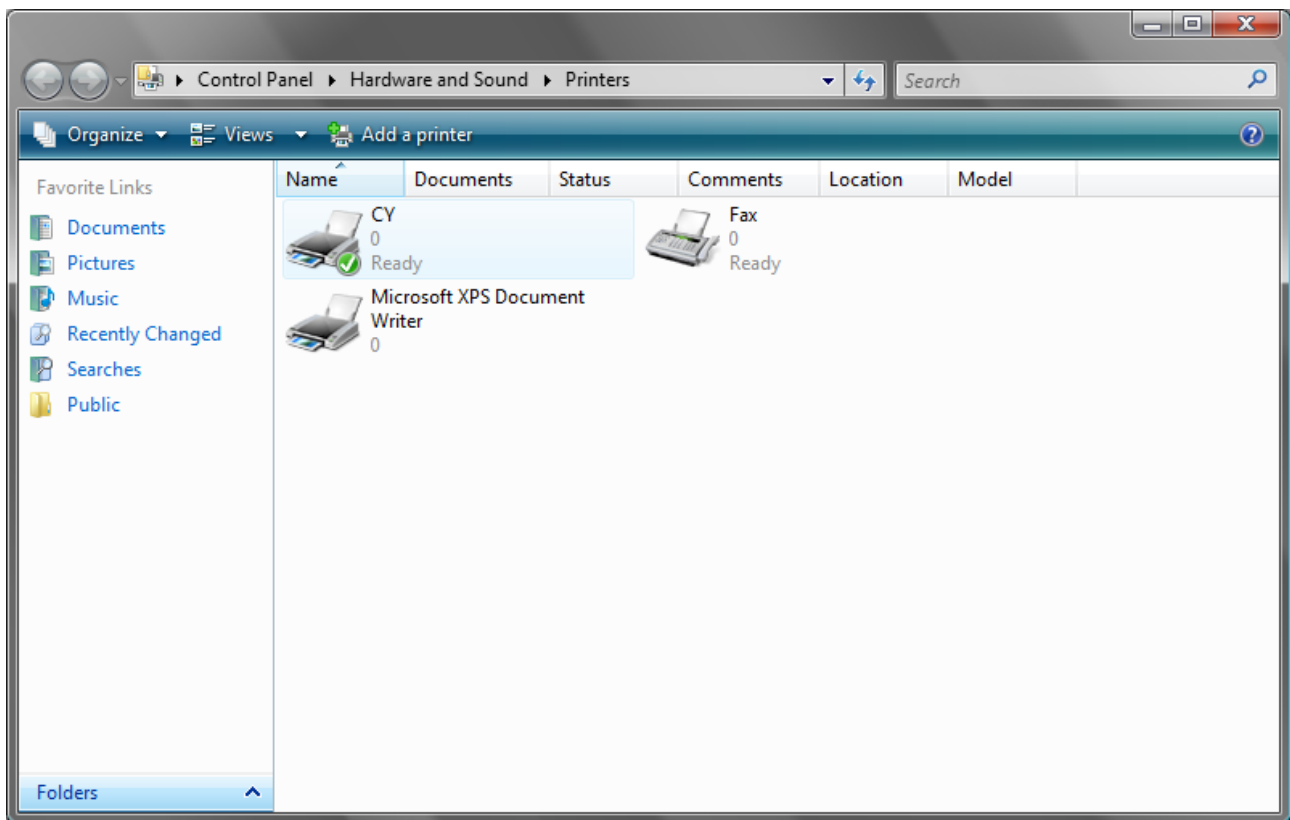 Control Panel Hardware and Sound Printers Search
Organize Views Add a printer
Favorite Links
Documents
Pictures
Music
Recently Changed
Searches
Public
Folders
Name Documents Status Comments Location Model
CY
0
Ready
Fax
0
Ready
Microsoft XPS Document
Writer
0